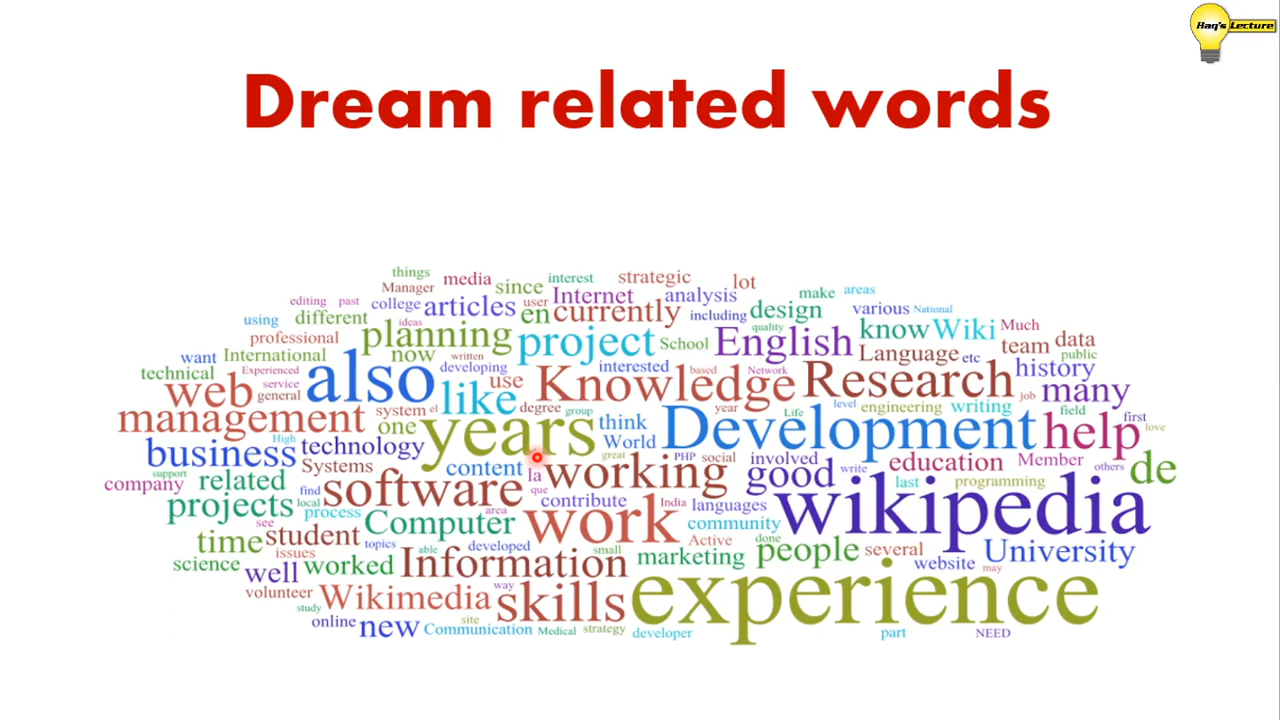 Haq's Lecture
Dream related words
things media since interest strategic lot
Manager
editing past college articles user Internet analysis make areas
using different ideas en currently including design various National
professional planning project School quality English know Wiki Much
want International now written interested Language etc team data
technical Experienced also developing use based Network Research public history
web service general like Knowledge job many
management system el degree group think year Life level engineering writing field first
one years World Development help love
business High technology great PHP social involved education Member others
support company related Systems content la working good write last programming de
projects local find software que contribute India languages wikipedia
process area
see Computer work community
time student Active done people several University
issues topics able developed small marketing website may
science well worked Information
volunteer Wikimedia way skills experience
study
online new Communication site Medical strategy developer part NEED